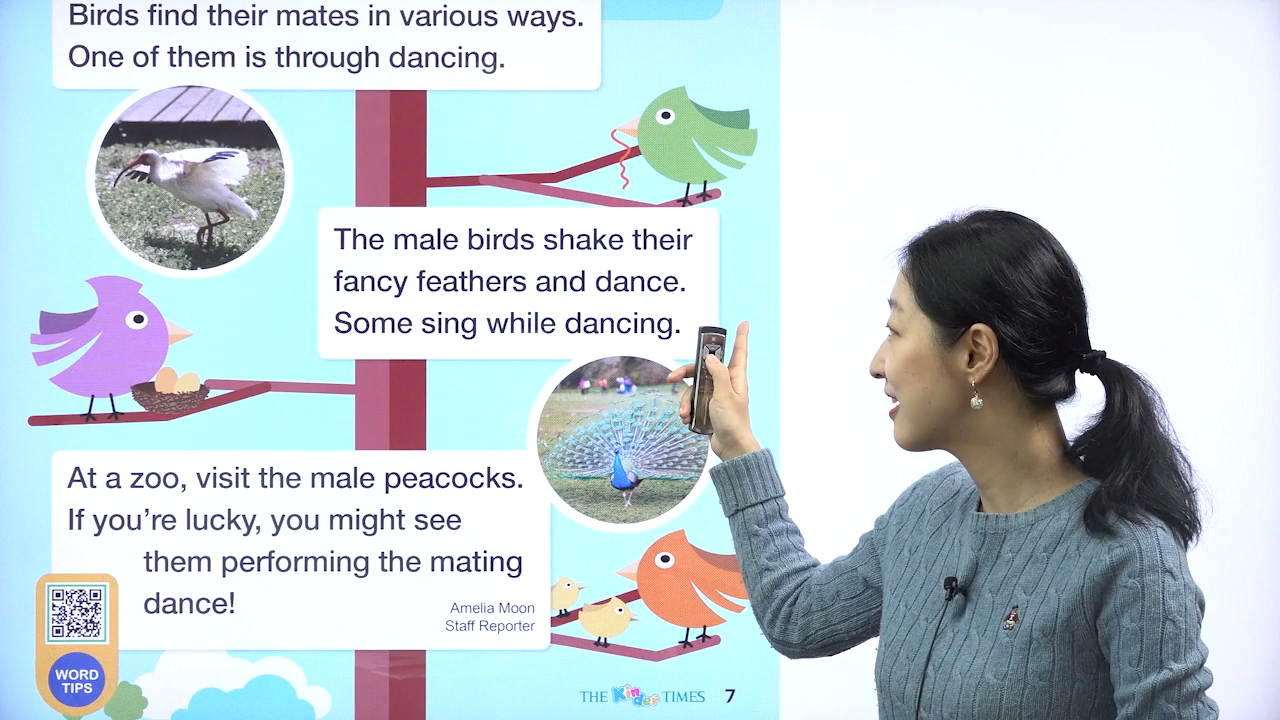 Birds find their mates in various ways.
One of them is through dancing.
The male birds shake their
fancy feathers and dance.
Some sing while dancing.
At a zoo, visit the male peacocks.
If you're lucky, you might see
them performing the mating
dance!
Amelia Moon
Staff Reporter
WORD
TIPS
THE Kinder TIMES 7